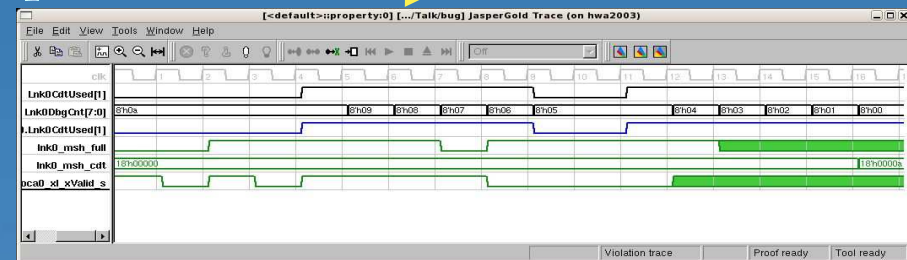 [<default>::property:0] [.../Talk/bug] JasperGold Trace (on hwa2003)
File Edit View Tools Window Help
Off
clk 1 2 3 4 5 6 7 8 9 10 11 12 13 14 15 16
Lnk0CdtUsed[1]
Lnk0DbgCnt[7:0] 8'h0a 8'h09 8'h08 8'h07 8'h06 8'h05 8'h04 8'h03 8'h02 8'h01 8'h00
).Lnk0CdtUsed[1]
lnk0_msh_full
lnk0_msh_cdt 18'h00000 18'h0000a
oca0_xl_xValid_s
Violation trace Proof ready Tool ready